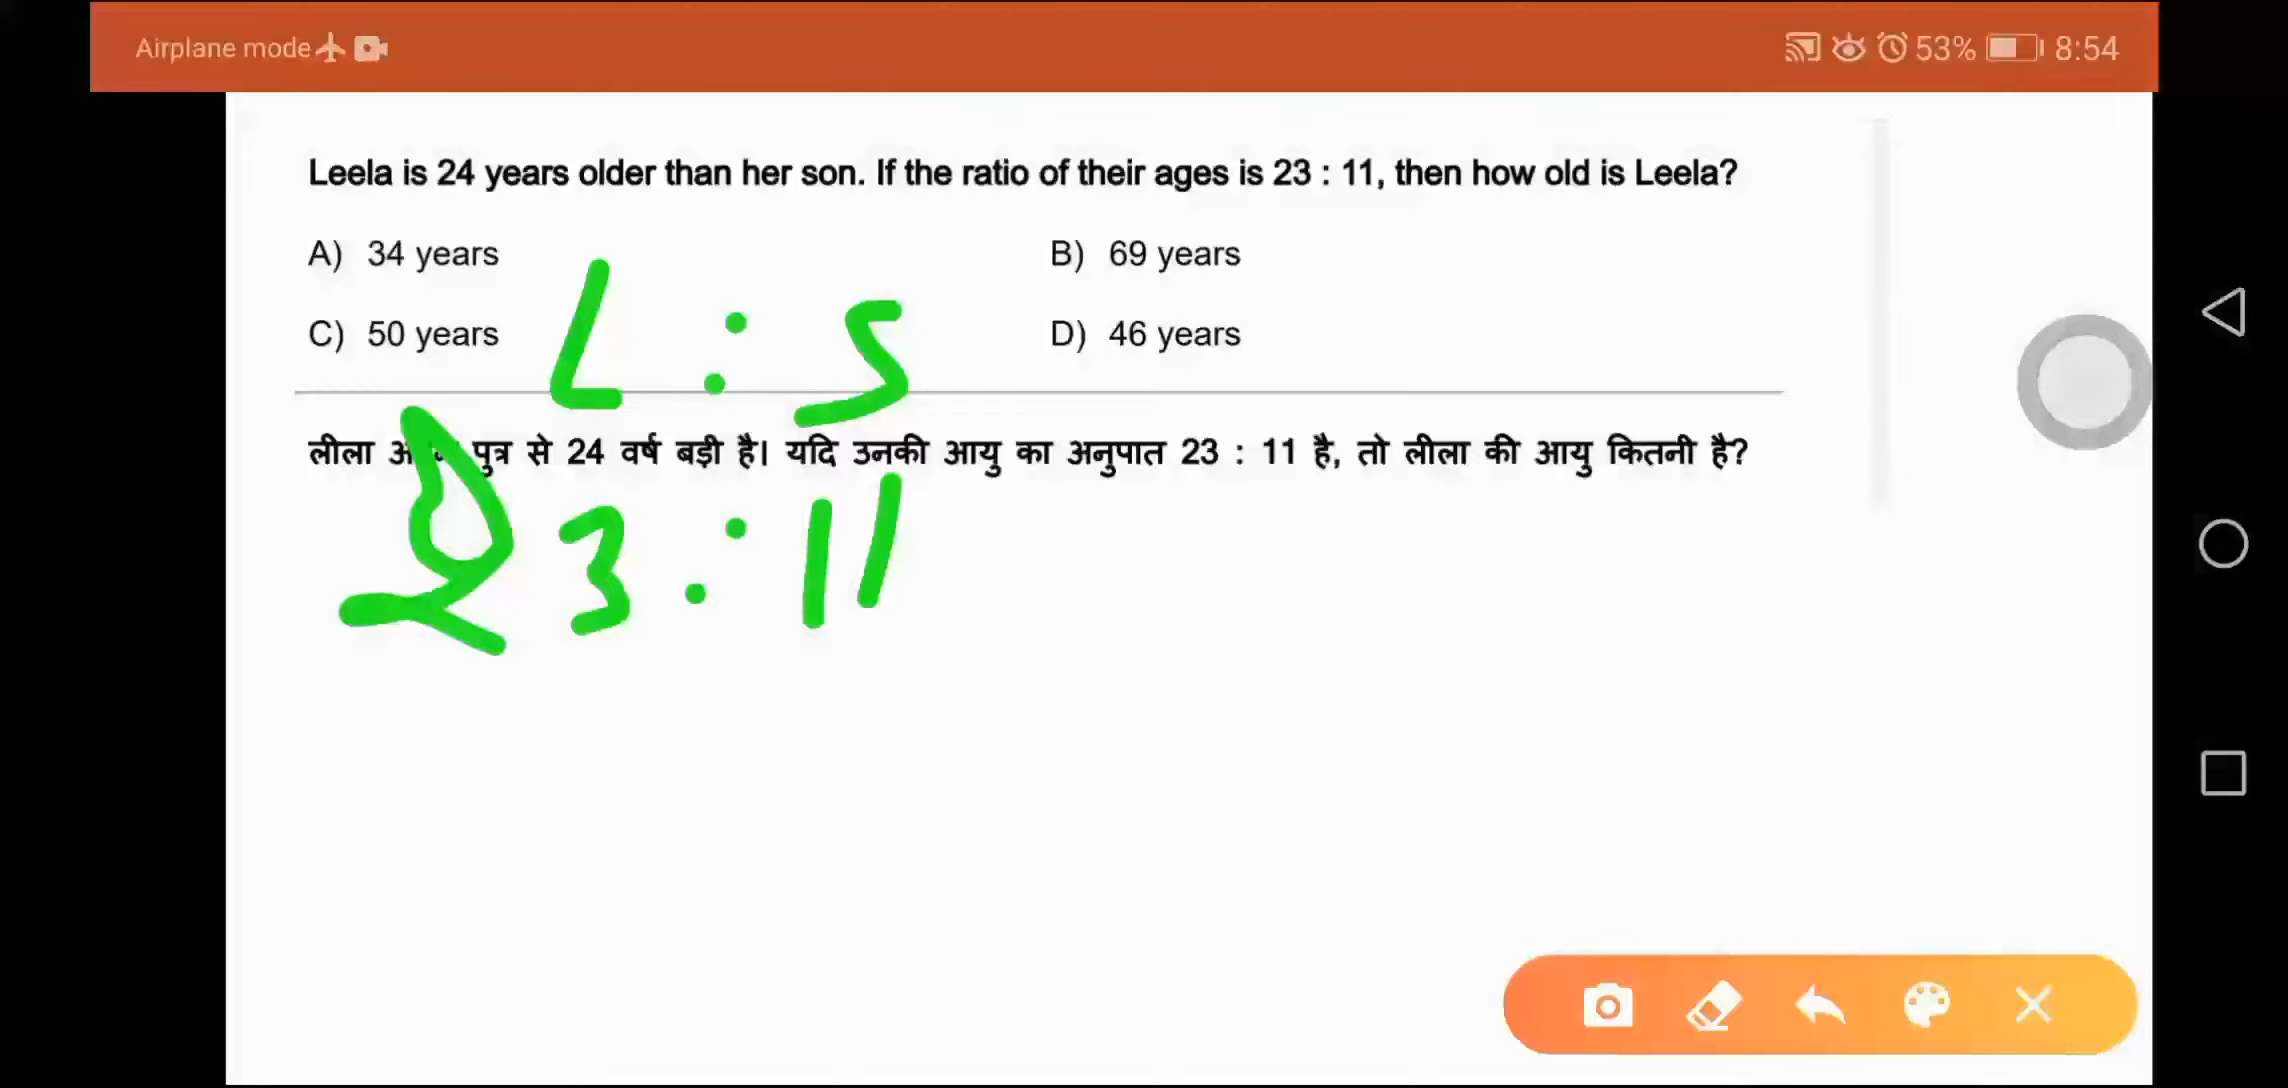 Airplane mode 53% 8:54
Leela is 24 years older than her son. If the ratio of their ages is 23 : 11, then how old is Leela?
A) 34 years B) 69 years
C) 50 years D) 46 years
L : S
लीला पुत्र से 24 वर्ष बड़ी है। यदि उनकी आयु का अनुपात 23 : 11 है, तो लीला की आयु कितनी है?
23 : 11